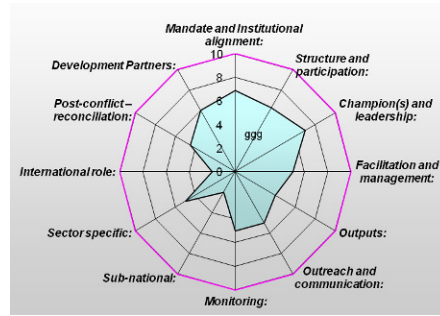 Mandate and Institutional
alignment:
Structure and
participation:
Champion(s) and
leadership:
Facilitation and
management:
Outputs:
Outreach and
communication:
Monitoring:
Sub-national:
Sector specific:
International role:
Post-conflict –
reconciliation:
Development Partners:
10
8
6
4
2
0
ggg